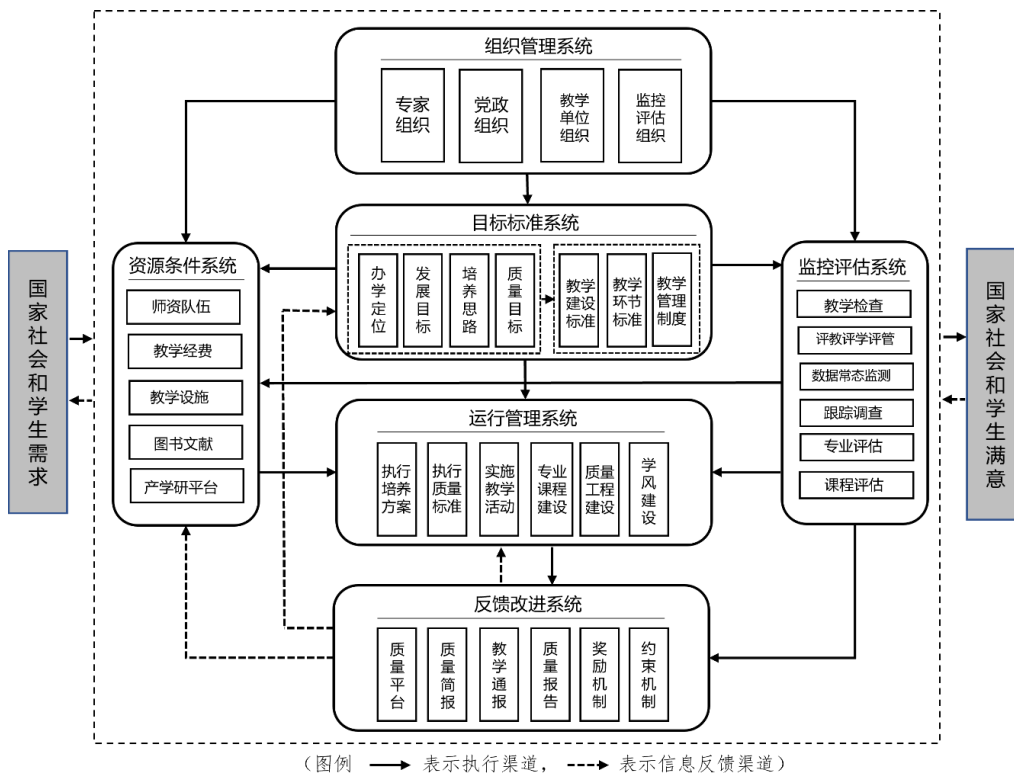 组织管理系统
专家
组织
党政
组织
教学
单位
组织
监控
评估
组织
目标标准系统
办学定位
发展目标
培养思路
质量目标
教学
建设
标准
教学
环节
标准
教学
管理
制度
国家社会和学生需求
资源条件系统
师资队伍
教学经费
教学设施
图书文献
产学研平台
监控评估系统
教学检查
评教评学评管
数据常态监测
跟踪调查
专业评估
课程评估
国家社会和学生满意
运行管理系统
执行
培养
方案
执行
质量
标准
实施
教学
活动
专业
课程
建设
质量
工程
建设
学风建设
反馈改进系统
质量平台
质量简报
教学通报
质量报告
奖励机制
约束机制
（图例 表示执行渠道， 表示信息反馈渠道）